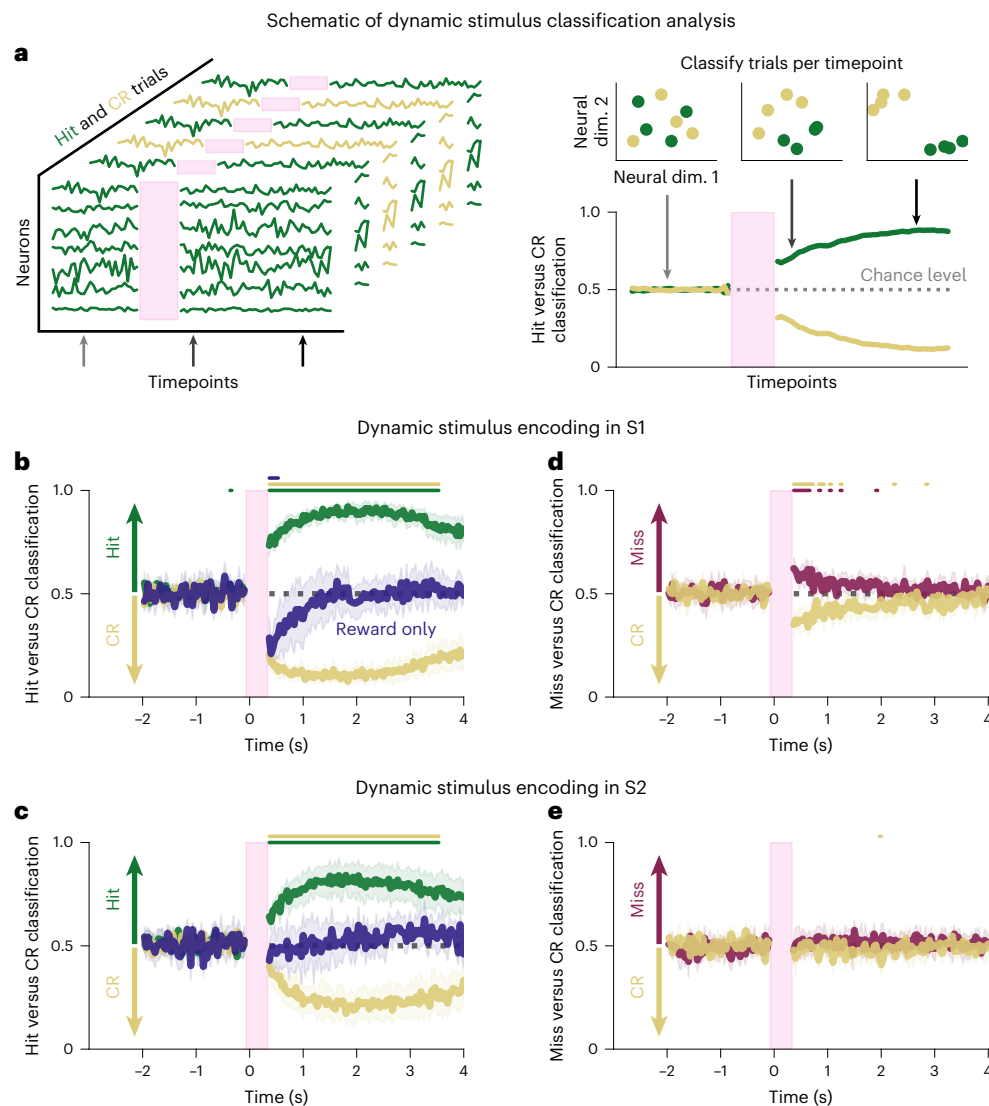 Schematic of dynamic stimulus classification analysis
a
Hit and CR trials
Neurons
Timepoints
Classify trials per timepoint
Neural
dim. 2
Neural dim. 1
Hit versus CR
classification
1.0
0.5
0
Chance level
Timepoints
Dynamic stimulus encoding in S1
b
Hit versus CR classification
1.0
0.5
0
Hit
CR
Reward only
–2
–1
0
1
2
3
4
Time (s)
d
Miss versus CR classification
1.0
0.5
0
Miss
CR
–2
–1
0
1
2
3
4
Time (s)
Dynamic stimulus encoding in S2
c
Hit versus CR classification
1.0
0.5
0
Hit
CR
–2
–1
0
1
2
3
4
Time (s)
e
Miss versus CR classification
1.0
0.5
0
Miss
CR
–2
–1
0
1
2
3
4
Time (s)